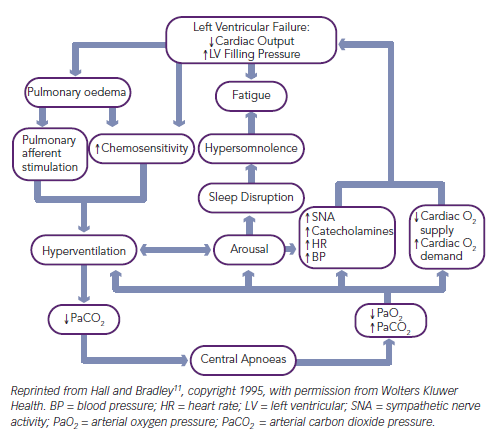 Left Ventricular Failure:
↓Cardiac Output
↑LV Filling Pressure
Pulmonary oedema
Fatigue
Pulmonary
afferent
stimulation
↑Chemosensitivity
Hypersomnolence
Sleep Disruption
↑SNA
↑Catecholamines
↑HR
↑BP
↓Cardiac O₂
supply
↑Cardiac O₂
demand
Hyperventilation
Arousal
↓PaCO₂
↓PaO₂
↑PaCO₂
Central Apnoeas
Reprinted from Hall and Bradley¹¹, copyright 1995, with permission from Wolters Kluwer
Health. BP = blood pressure; HR = heart rate; LV = left ventricular; SNA = sympathetic nerve
activity; PaO₂ = arterial oxygen pressure; PaCO₂ = arterial carbon dioxide pressure.